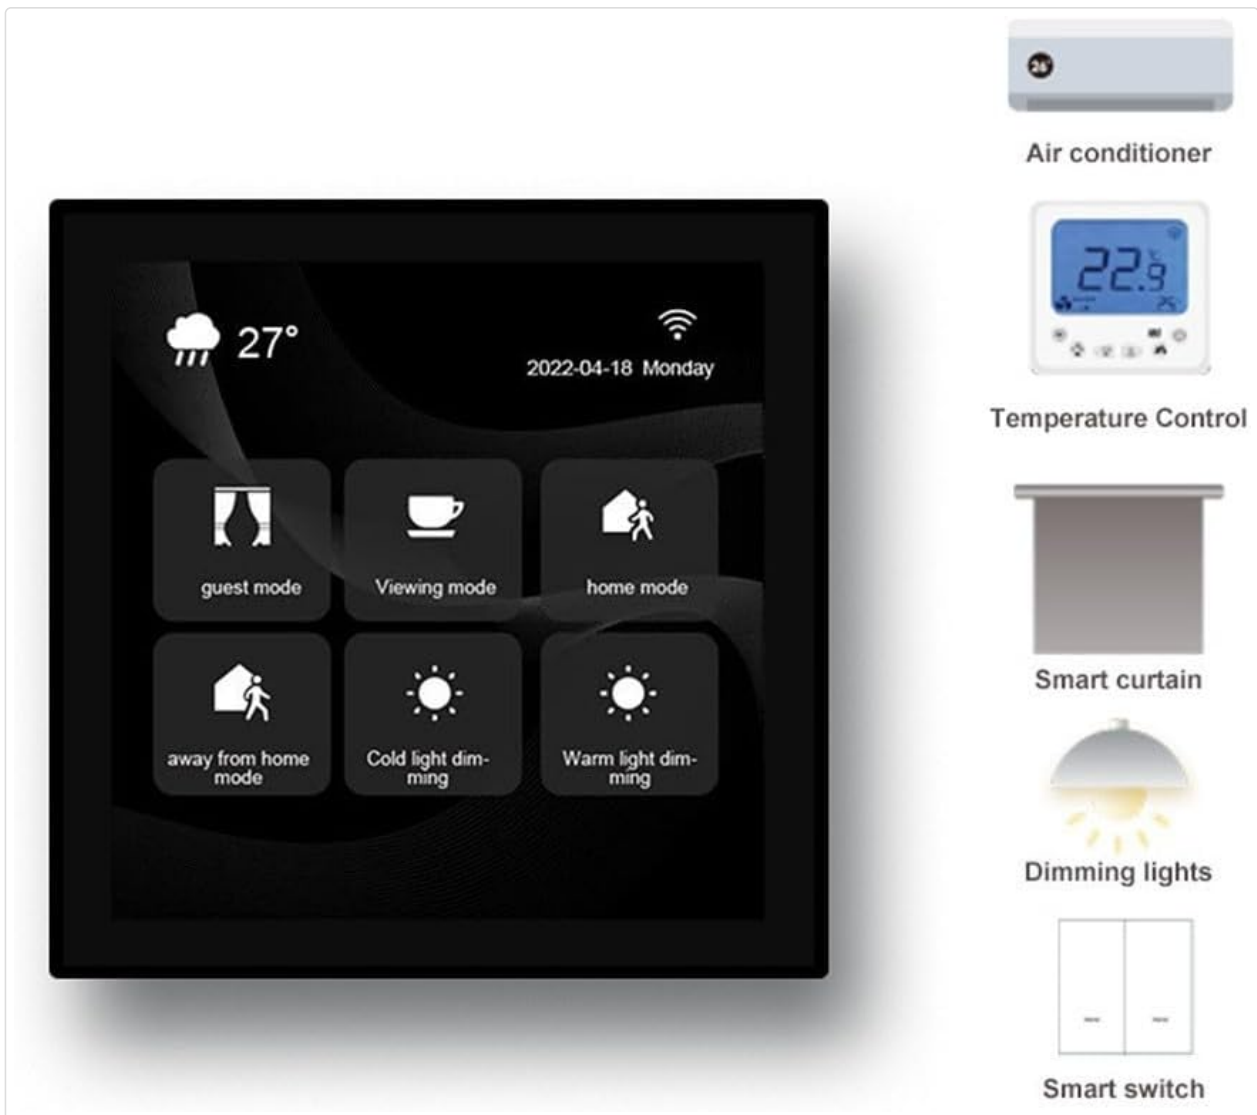 27°
2022-04-18 Monday
guest mode
Viewing mode
home mode
away from home
mode
Cold light dim-
ming
Warm light dim-
ming
26°
Air conditioner
22.9
Temperature Control
Smart curtain
Dimming lights
Smart switch